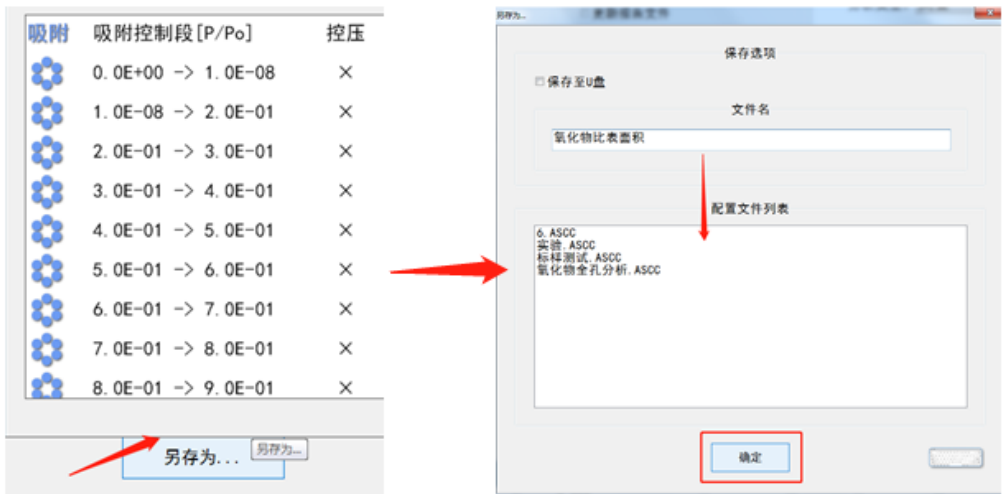 吸附 吸附控制段[P/Po] 控压
0.0E+00 -> 1.0E-08 ×
1.0E-08 -> 2.0E-01 ×
2.0E-01 -> 3.0E-01 ×
3.0E-01 -> 4.0E-01 ×
4.0E-01 -> 5.0E-01 ×
5.0E-01 -> 6.0E-01 ×
6.0E-01 -> 7.0E-01 ×
7.0E-01 -> 8.0E-01 ×
8.0E-01 -> 9.0E-01 ×
另存为...
另存为...
另存为...
保存选项
保存至U盘
文件名
氧化物比表面积
配置文件列表
6.ASCC
实验.ASCC
标样测试.ASCC
氧化物全孔分析.ASCC
确定